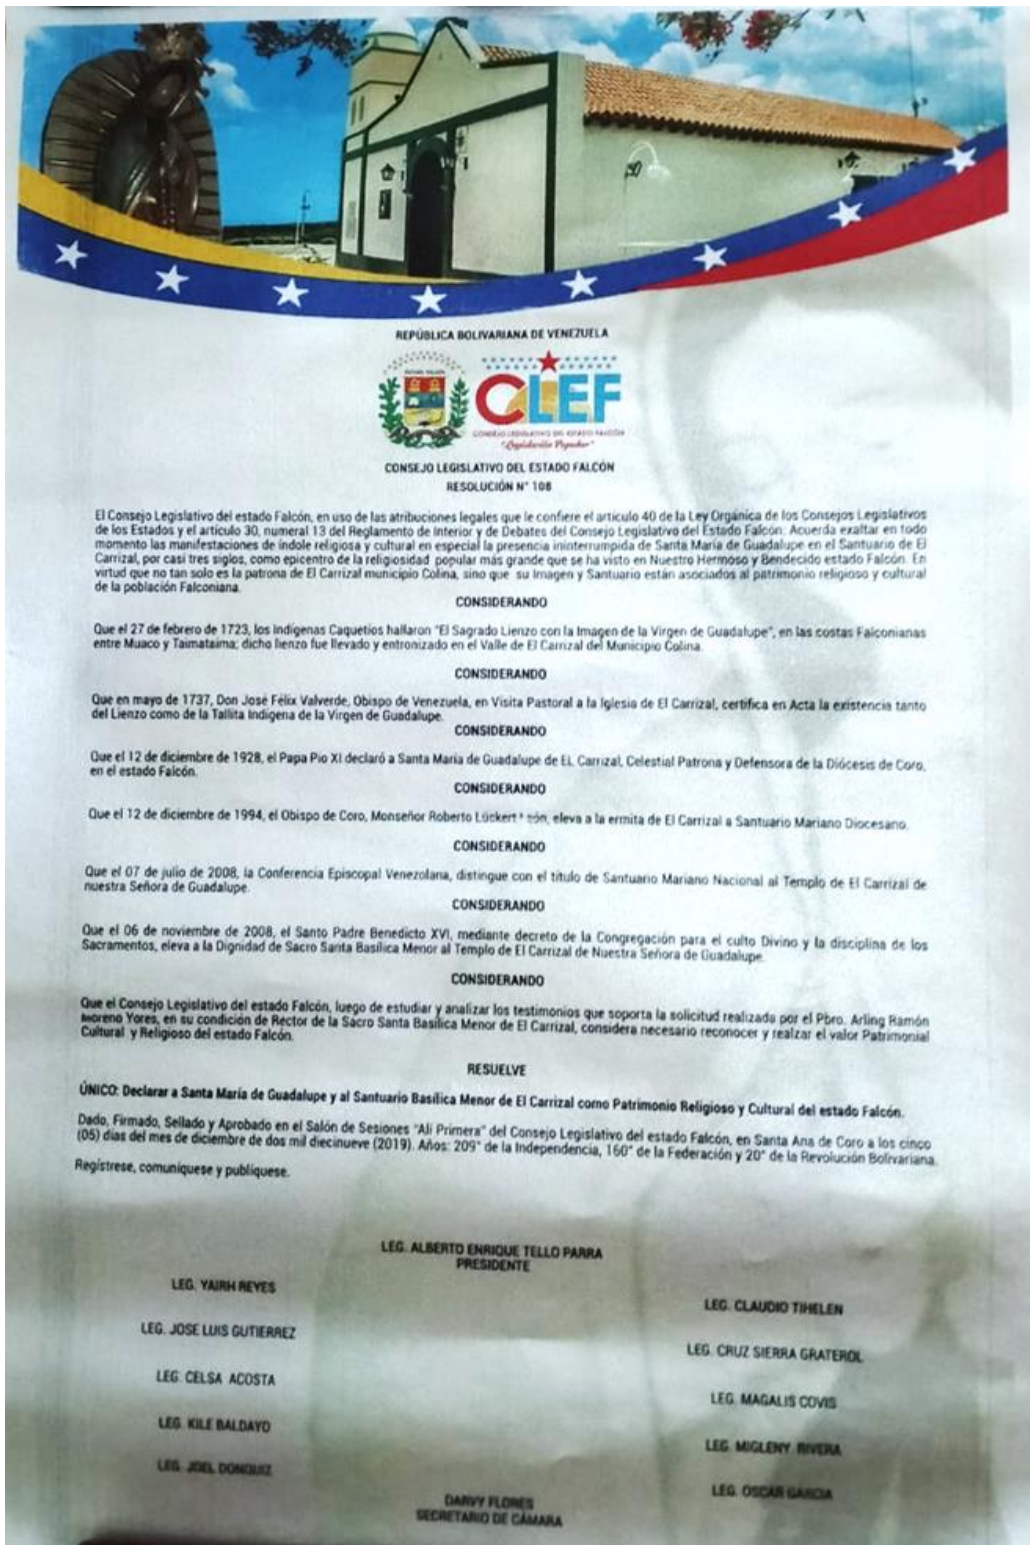 REPÚBLICA BOLIVARIANA DE VENEZUELA
CLEF
CONSEJO LEGISLATIVO DEL ESTADO FALCÓN
"Legislación Popular"
CONSEJO LEGISLATIVO DEL ESTADO FALCÓN
RESOLUCIÓN N° 108
El Consejo Legislativo del estado Falcón, en uso de las atribuciones legales que le confiere el artículo 40 de la Ley Orgánica de los Consejos Legislativos
de los Estados y el artículo 30, numeral 13 del Reglamento de Interior y de Debates del Consejo Legislativo del Estado Falcón. Acuerda exaltar en todo
momento las manifestaciones de índole religiosa y cultural en especial la presencia ininterrumpida de Santa María de Guadalupe en el Santuario de El
Carrizal, por casi tres siglos, como epicentro de la religiosidad popular más grande que se ha visto en Nuestro Hermoso y Bendecido estado Falcón. En
virtud que no tan solo es la patrona de El Carrizal municipio Colina, sino que su Imagen y Santuario están asociados al patrimonio religioso y cultural
de la población Falconiana.
CONSIDERANDO
Que el 27 de febrero de 1723, los Indígenas Caquetios hallaron "El Sagrado Lienzo con la Imagen de la Virgen de Guadalupe", en las costas Falconianas
entre Muaco y Taimataima; dicho lienzo fue llevado y entronizado en el Valle de El Carrizal del Municipio Colina.
CONSIDERANDO
Que en mayo de 1737, Don José Félix Valverde, Obispo de Venezuela, en Visita Pastoral a la Iglesia de El Carrizal, certifica en Acta la existencia tanto
del Lienzo como de la Tallita Indígena de la Virgen de Guadalupe.
CONSIDERANDO
Que el 12 de diciembre de 1928, el Papa Pio XI declaró a Santa María de Guadalupe de EL Carrizal, Celestial Patrona y Defensora de la Diócesis de Coro,
en el estado Falcón.
CONSIDERANDO
Que el 12 de diciembre de 1994, el Obispo de Coro, Monseñor Roberto Lückert, eleva a la ermita de El Carrizal a Santuario Mariano Diocesano.
CONSIDERANDO
Que el 07 de julio de 2008, la Conferencia Episcopal Venezolana, distingue con el título de Santuario Mariano Nacional al Templo de El Carrizal de
nuestra Señora de Guadalupe.
CONSIDERANDO
Que el 06 de noviembre de 2008, el Santo Padre Benedicto XVI, mediante decreto de la Congregación para el culto Divino y la disciplina de los
Sacramentos, eleva a la Dignidad de Sacro Santa Basílica Menor al Templo de El Carrizal de Nuestra Señora de Guadalupe.
CONSIDERANDO
Que el Consejo Legislativo del estado Falcón, luego de estudiar y analizar los testimonios que soporta la solicitud realizada por el Pbro. Arling Ramón
Moreno Yores, en su condición de Rector de la Sacro Santa Basílica Menor de El Carrizal, considera necesario reconocer y realzar el valor Patrimonial
Cultural y Religioso del estado Falcón.
RESUELVE
ÚNICO: Declarar a Santa María de Guadalupe y al Santuario Basílica Menor de El Carrizal como Patrimonio Religioso y Cultural del estado Falcón.
Dado, Firmado, Sellado y Aprobado en el Salón de Sesiones "Alí Primera" del Consejo Legislativo del estado Falcón, en Santa Ana de Coro a los cinco
(05) días del mes de diciembre de dos mil diecinueve (2019). Años: 209° de la Independencia, 160° de la Federación y 20° de la Revolución Bolivariana.
Regístrese, comuníquese y publíquese.
LEG. ALBERTO ENRIQUE TELLO PARRA
PRESIDENTE
LEG. YAIRH REYES
LEG. CLAUDIO TIHELEN
LEG. JOSE LUIS GUTIERREZ
LEG. CRUZ SIERRA GRATEROL
LEG. CELSA ACOSTA
LEG. MAGALIS COVIS
LEG. KILE BALDAYO
LEG. MIGLENY RIVERA
LEG. JOEL DONQUIZ
LEG. OSCAR GARCIA
DARVY FLORES
SECRETARIO DE CÁMARA